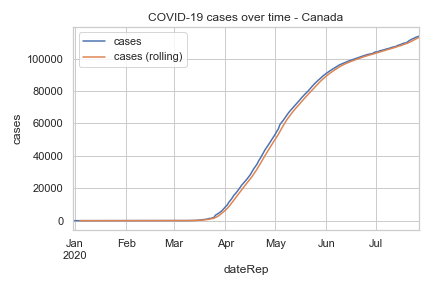 COVID-19 cases over time - Canada
cases
cases (rolling)
100000
80000
60000
40000
20000
0
cases
Jan Feb Mar Apr May Jun Jul
2020
dateRep